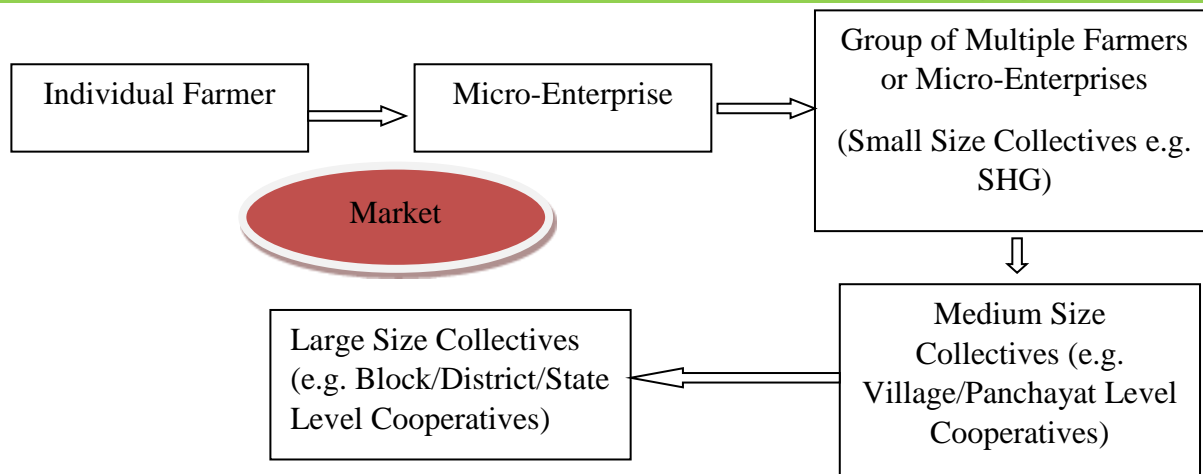 Individual Farmer
Micro-Enterprise
Group of Multiple Farmers
or Micro-Enterprises
(Small Size Collectives e.g.
SHG)
Market
Medium Size
Collectives (e.g.
Village/Panchayat Level
Cooperatives)
Large Size Collectives
(e.g. Block/District/State
Level Cooperatives)